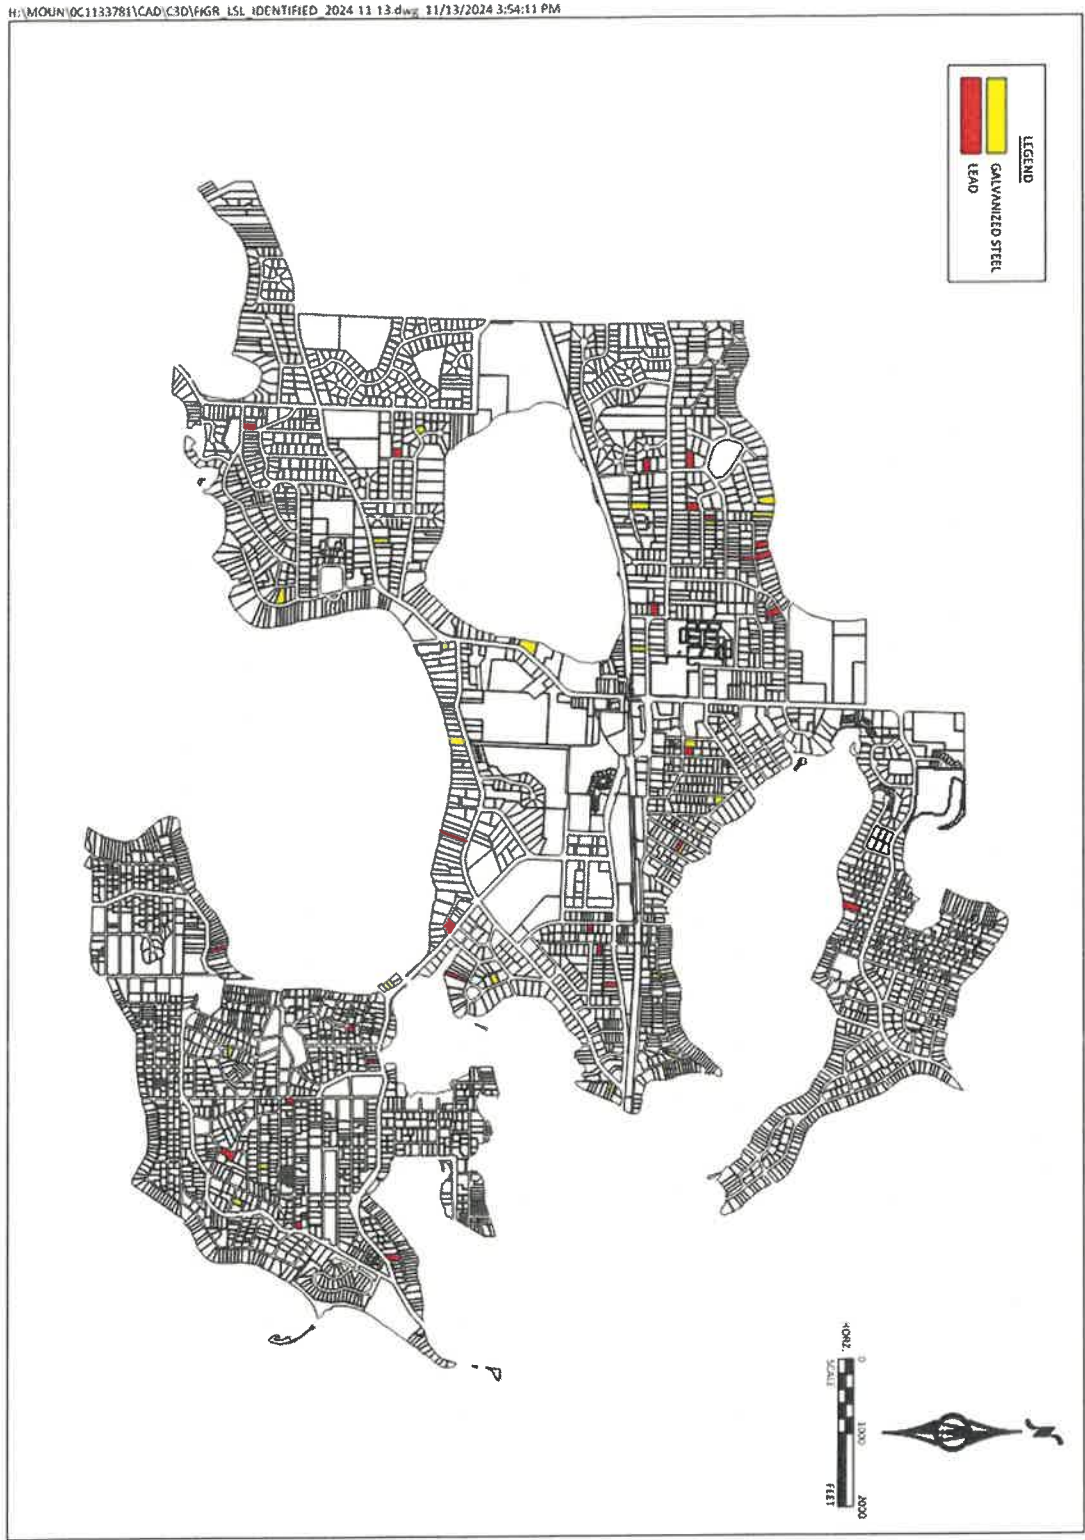 H:\MOUN\0C1133781\CAD\C3D\FIGR_LSL_IDENTIFIED_2024 11 13.dwg 11/13/2024 3:54:11 PM
LEGEND
GALVANIZED STEEL
LEAD
HORZ.
SCALE
0
1000
2000
FEET
N